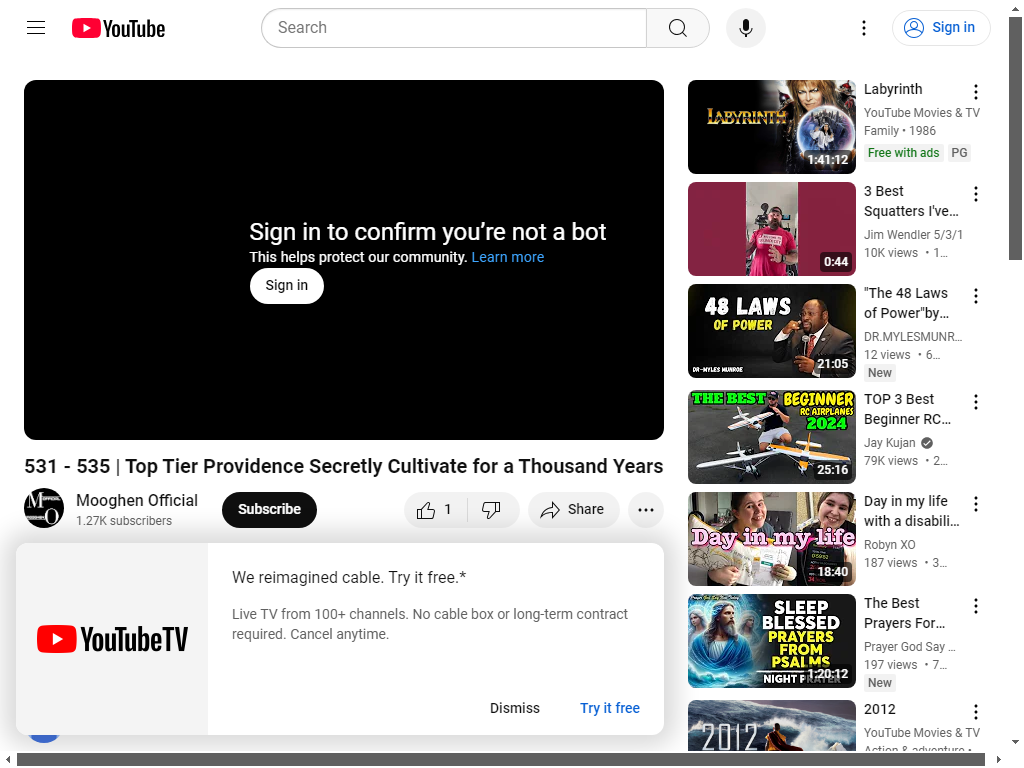 YouTube
Search
Sign in
Sign in to confirm you're not a bot
This helps protect our community. Learn more
Sign in
531 - 535 | Top Tier Providence Secretly Cultivate for a Thousand Years
Mooghen Official
1.27K subscribers
Subscribe
1
Share
We reimagined cable. Try it free.*
Live TV from 100+ channels. No cable box or long-term contract
required. Cancel anytime.
YouTubeTV
Dismiss
Try it free
LABYRINTH
1:41:12
Labyrinth
YouTube Movies & TV
Family • 1986
Free with ads
PG
0:44
3 Best
Squatters I've...
Jim Wendler 5/3/1
10K views • 1...
48 LAWS
OF POWER
DR-MYLES MUNROE
21:05
"The 48 Laws
of Power"by
DR.MYLESMUNR...
12 views • 6...
New
THE BEST BEGINNER
RC AIRPLANES
2024
25:16
TOP 3 Best
Beginner RC...
Jay Kujan
79K views • 2...
Day in my life
18:40
Day in my life
with a disabili...
Robyn XO
187 views • 3...
SLEEP
BLESSED
PRAYERS
FROM
PSALMS
NIGHT PRAYER
1:20:12
The Best
Prayers For...
Prayer God Say ...
197 views • 7...
New
2012
2012
YouTube Movies & TV
Action & adventure •